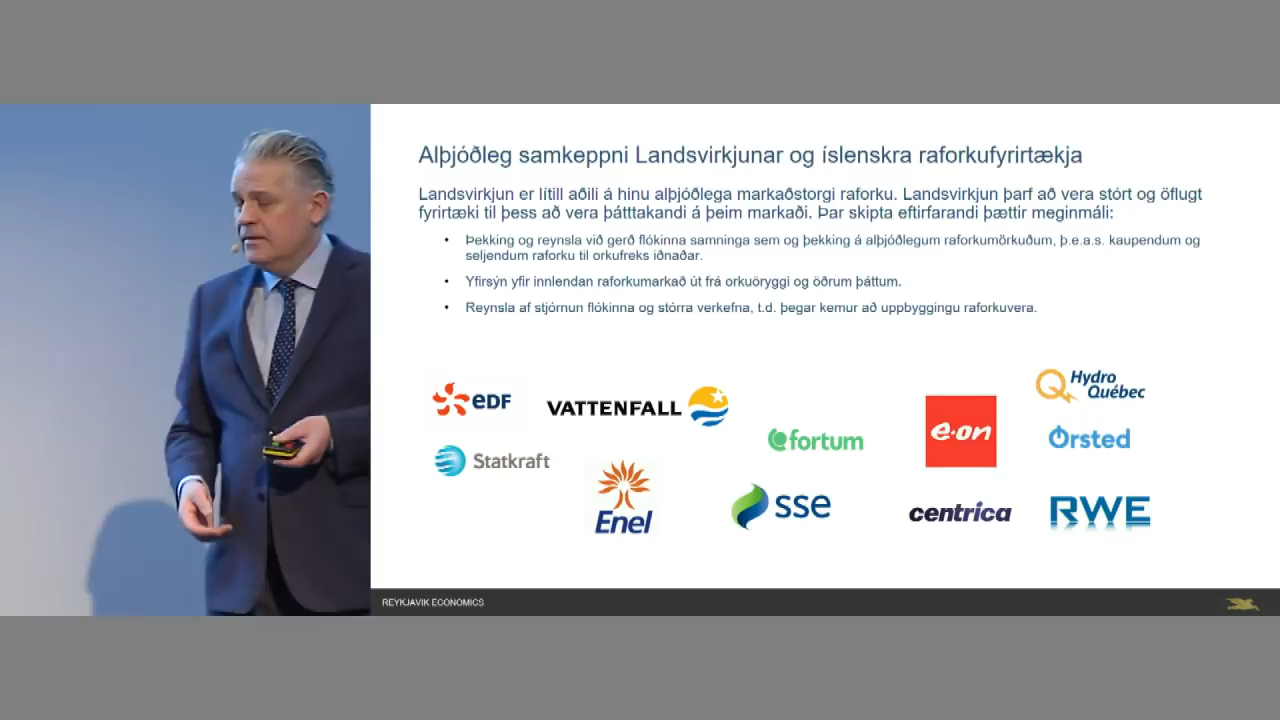 Alþjóðleg samkeppni Landsvirkjunar og íslenskra raforkufyrirtækja
Landsvirkjun er lítill aðili á hinu alþjóðlega markaðstorgi raforku. Landsvirkjun þarf að vera stórt og öflugt
fyrirtæki til þess að vera þátttakandi á þeim markaði. Þar skipta eftirfarandi þættir meginmáli:
• Þekking og reynsla við gerð flókinna samninga sem og þekking á alþjóðlegum raforkumörkuðum, þ.e.a.s. kaupendum og
seljendum raforku til orkufreks iðnaðar.
• Yfirsýn yfir innlendan raforkumarkað út frá orkuöryggi og öðrum þáttum.
• Reynsla af stjórnun flókinna og stórra verkefna, t.d. þegar kemur að uppbyggingu raforkuvera.
eDF
VATTENFALL
Hydro
Québec
fortum
e·on
Ørsted
Statkraft
Enel
sse
centrica
RWE
REYKJAVIK ECONOMICS